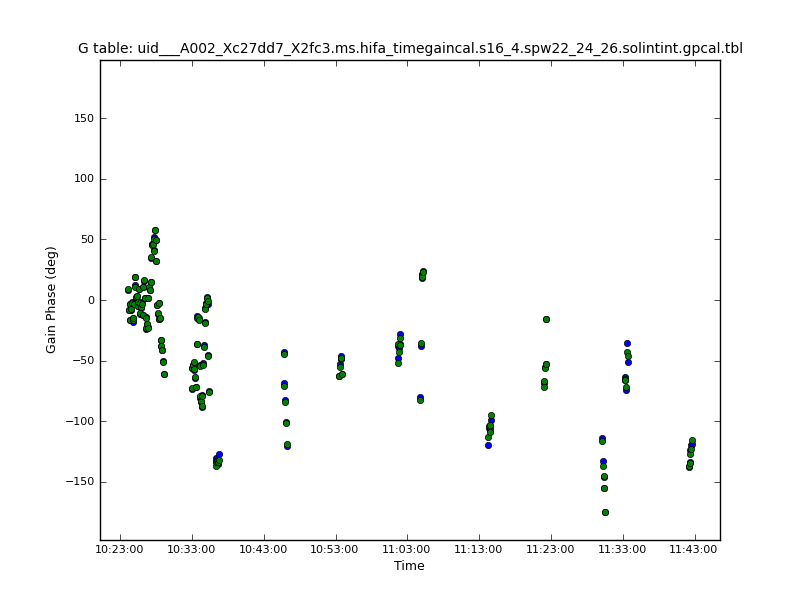 G table: uid___A002_Xc27dd7_X2fc3.ms.hifa_timegaincal.s16_4.spw22_24_26.solintint.gpcal.tbl
150
100
50
0
−50
−100
−150
Gain Phase (deg)
10:23:00 10:33:00 10:43:00 10:53:00 11:03:00 11:13:00 11:23:00 11:33:00 11:43:00
Time